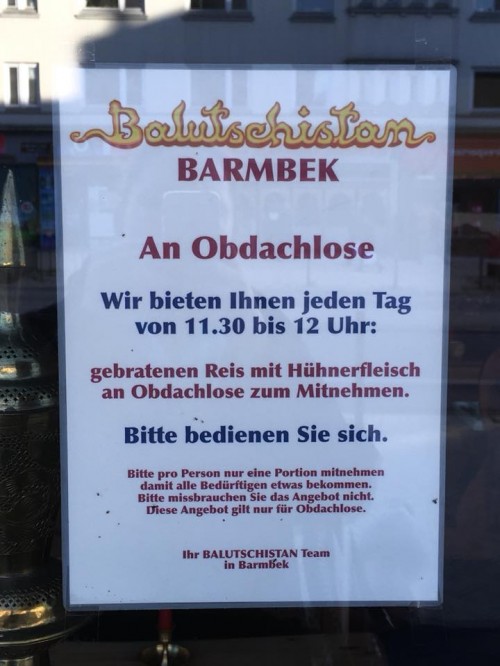 Balutschistan
BARMBEK
An Obdachlose
Wir bieten Ihnen jeden Tag
von 11.30 bis 12 Uhr:
gebratenen Reis mit Hühnerfleisch
an Obdachlose zum Mitnehmen.
Bitte bedienen Sie sich.
Bitte pro Person nur eine Portion mitnehmen
damit alle Bedürftigen etwas bekommen.
Bitte missbrauchen Sie das Angebot nicht.
Diese Angebot gilt nur für Obdachlose.
Ihr BALUTSCHISTAN Team
in Barmbek